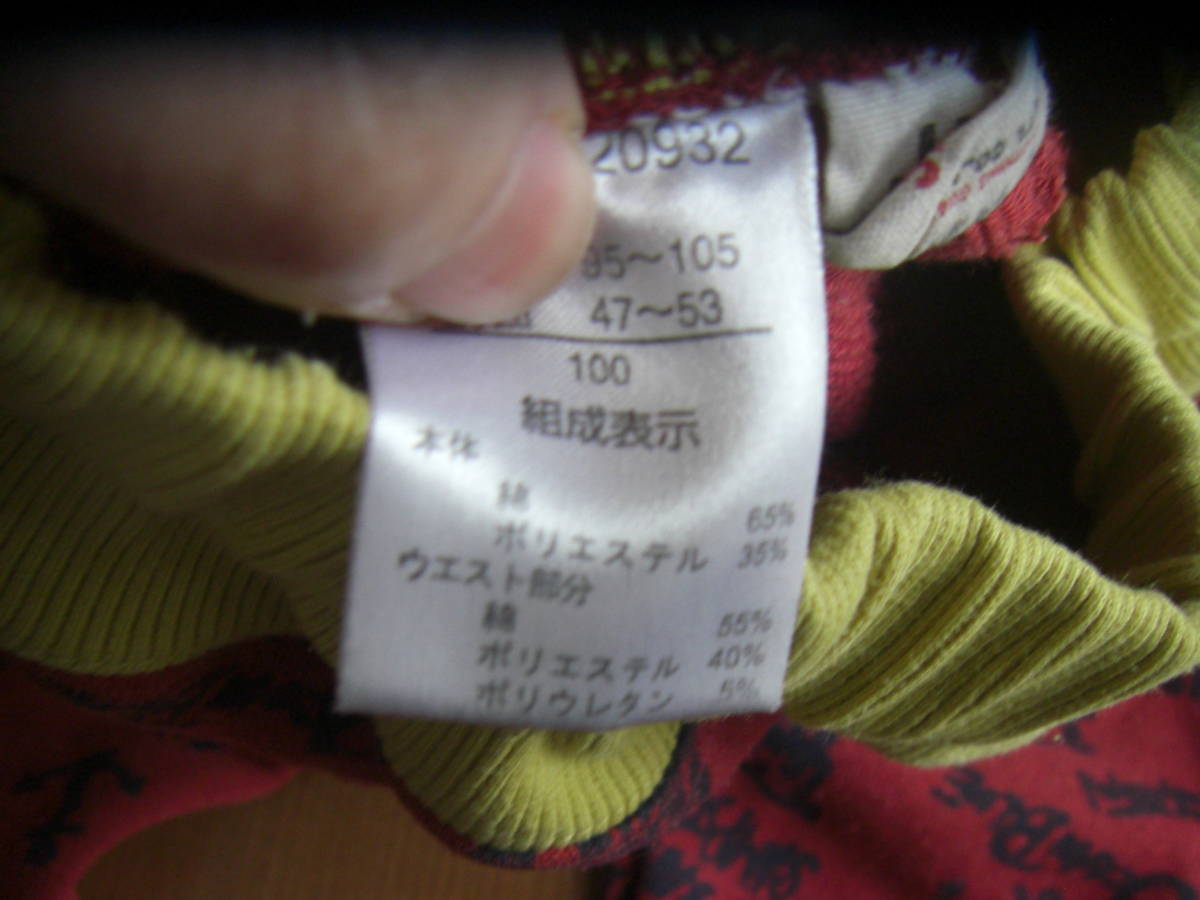 20932
95～105
47～53
100
組成表示
本体
綿 65%
ポリエステル 35%
ウエスト部分
綿 55%
ポリエステル 40%
ポリウレタン 5%